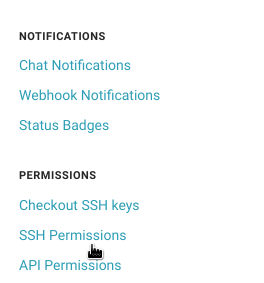 NOTIFICATIONS
Chat Notifications
Webhook Notifications
Status Badges
PERMISSIONS
Checkout SSH keys
SSH Permissions
API Permissions